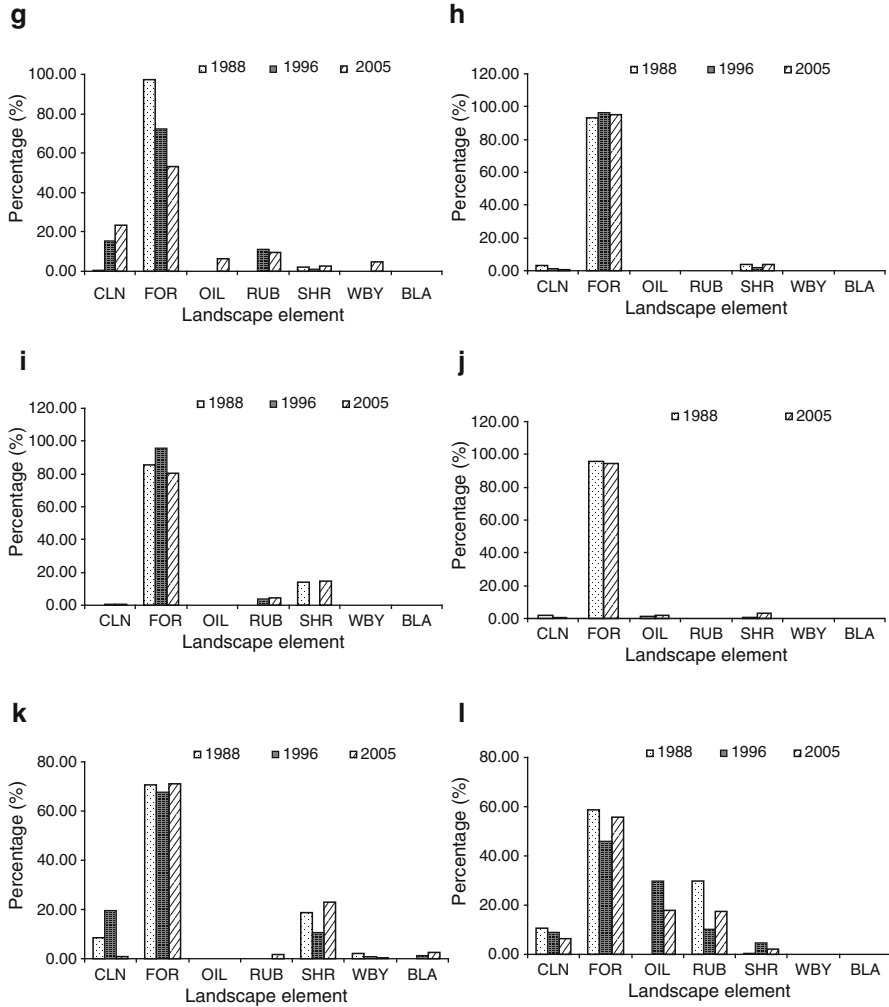 g
1988 1996 2005
Percentage (%)
100.00
80.00
60.00
40.00
20.00
0.00
CLN FOR OIL RUB SHR WBY BLA
Landscape element
h
1988 1996 2005
Percentage (%)
120.00
100.00
80.00
60.00
40.00
20.00
0.00
CLN FOR OIL RUB SHR WBY BLA
Landscape element
i
1988 1996 2005
Percentage (%)
120.00
100.00
80.00
60.00
40.00
20.00
0.00
CLN FOR OIL RUB SHR WBY BLA
Landscape element
j
1988 2005
Percentage (%)
120.00
100.00
80.00
60.00
40.00
20.00
0.00
CLN FOR OIL RUB SHR WBY BLA
Landscape element
k
1988 1996 2005
Percentage (%)
80.00
60.00
40.00
20.00
0.00
CLN FOR OIL RUB SHR WBY BLA
Landscape element
l
1988 1996 2005
Percentage (%)
80.00
60.00
40.00
20.00
0.00
CLN FOR OIL RUB SHR WBY BLA
Landscape element